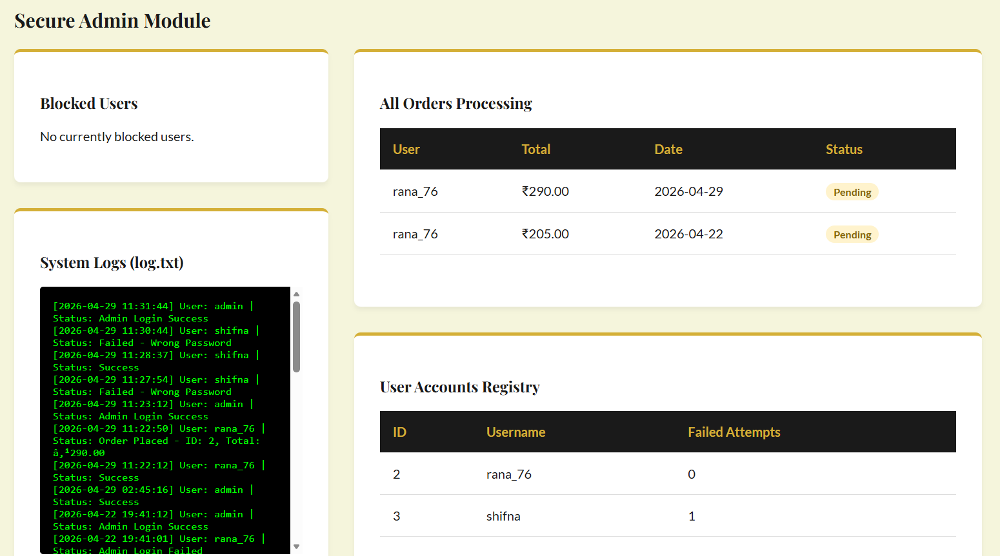 Secure Admin Module
Blocked Users
No currently blocked users.
System Logs (log.txt)
[2026-04-29 11:31:44] User: admin |
Status: Admin Login Success
[2026-04-29 11:30:44] User: shifna |
Status: Failed - Wrong Password
[2026-04-29 11:28:37] User: shifna |
Status: Success
[2026-04-29 11:27:54] User: shifna |
Status: Failed - Wrong Password
[2026-04-29 11:23:12] User: admin |
Status: Admin Login Success
[2026-04-29 11:22:50] User: rana_76 |
Status: Order Placed - ID: 2, Total:
â‚¹290.00
[2026-04-29 11:22:12] User: rana_76 |
Status: Success
[2026-04-29 02:45:16] User: admin |
Status: Success
[2026-04-22 19:41:12] User: admin |
Status: Admin Login Success
[2026-04-22 19:41:01] User: rana_76 |
Status: Admin Login Failed
All Orders Processing
User Total Date Status
rana_76 ₹290.00 2026-04-29 Pending
rana_76 ₹205.00 2026-04-22 Pending
User Accounts Registry
ID Username Failed Attempts
2 rana_76 0
3 shifna 1